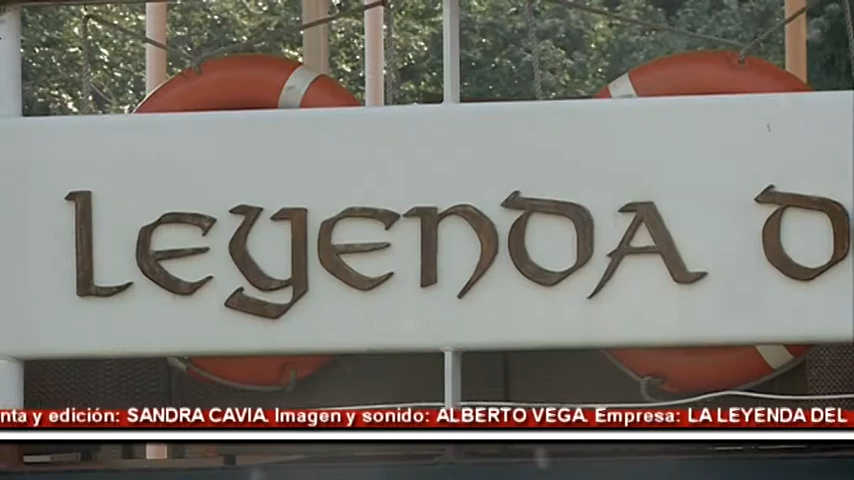 Leyenda d
nta y edición: SANDRA CAVIA. Imagen y sonido: ALBERTO VEGA. Empresa: LA LEYENDA DEL